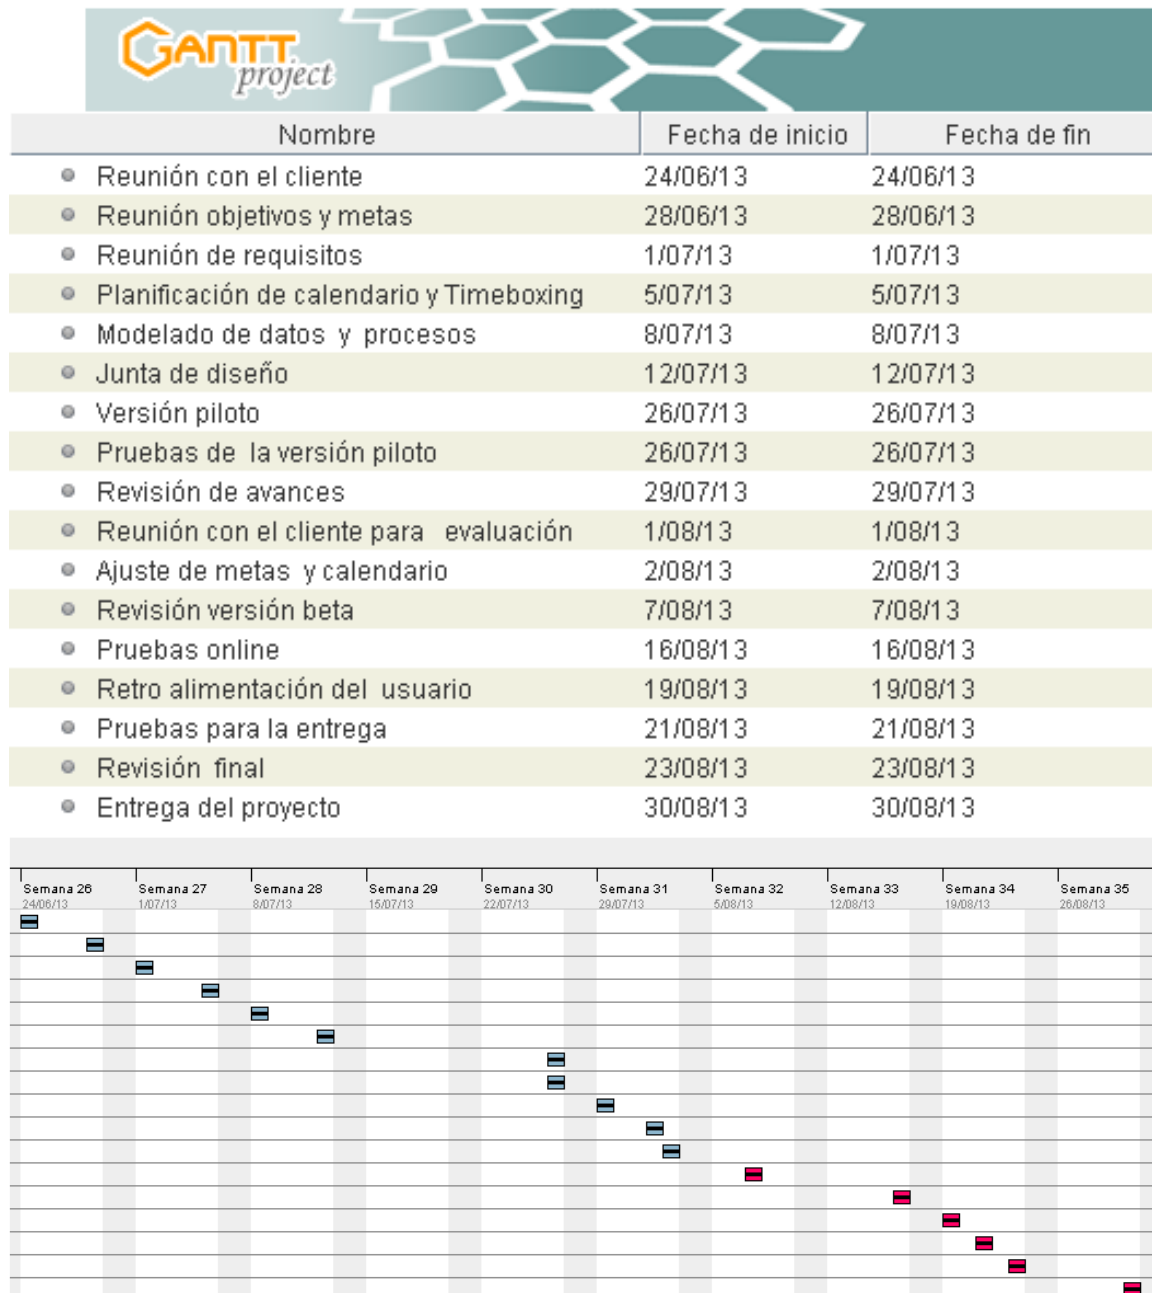 GANTT
project
Nombre Fecha de inicio Fecha de fin
Reunión con el cliente 24/06/13 24/06/13
Reunión objetivos y metas 28/06/13 28/06/13
Reunión de requisitos 1/07/13 1/07/13
Planificación de calendario y Timeboxing 5/07/13 5/07/13
Modelado de datos y procesos 8/07/13 8/07/13
Junta de diseño 12/07/13 12/07/13
Versión piloto 26/07/13 26/07/13
Pruebas de la versión piloto 26/07/13 26/07/13
Revisión de avances 29/07/13 29/07/13
Reunión con el cliente para evaluación 1/08/13 1/08/13
Ajuste de metas y calendario 2/08/13 2/08/13
Revisión versión beta 7/08/13 7/08/13
Pruebas online 16/08/13 16/08/13
Retro alimentación del usuario 19/08/13 19/08/13
Pruebas para la entrega 21/08/13 21/08/13
Revisión final 23/08/13 23/08/13
Entrega del proyecto 30/08/13 30/08/13
Semana 26 Semana 27 Semana 28 Semana 29 Semana 30 Semana 31 Semana 32 Semana 33 Semana 34 Semana 35
24/06/13 1/07/13 8/07/13 15/07/13 22/07/13 29/07/13 5/08/13 12/08/13 19/08/13 26/08/13